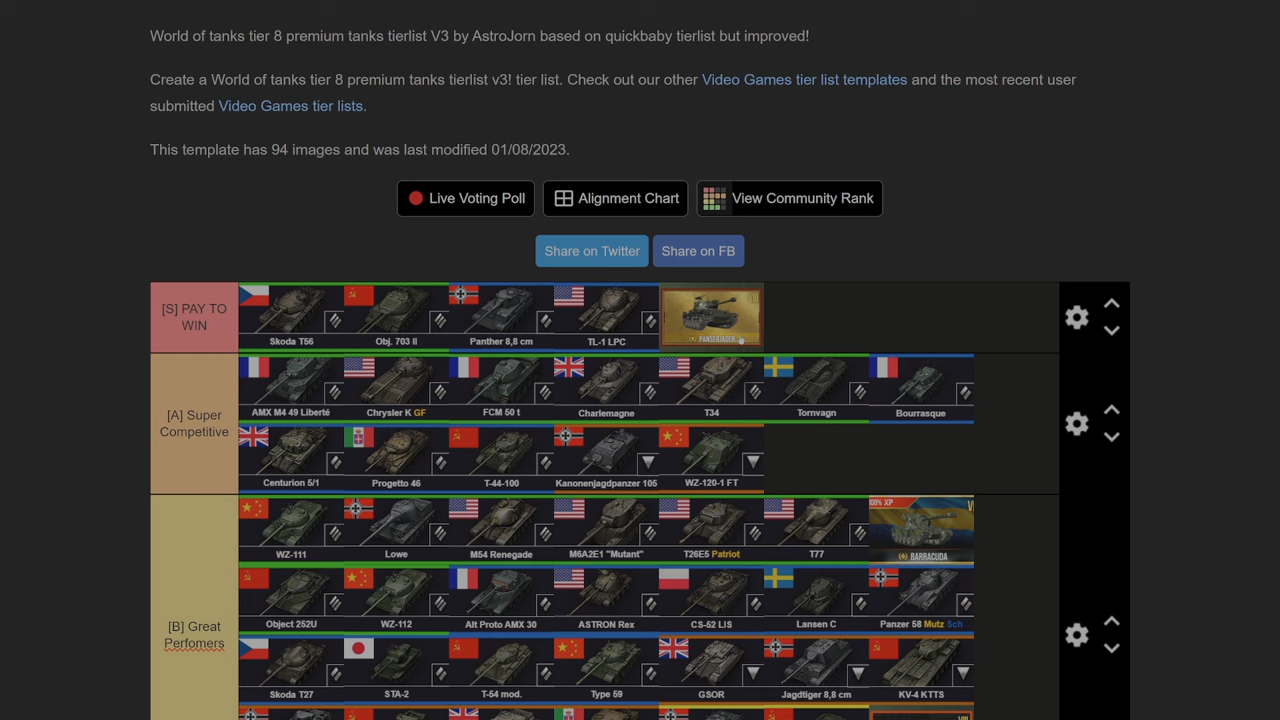 World of tanks tier 8 premium tanks tierlist V3 by AstroJorn based on quickbaby tierlist but improved!
Create a World of tanks tier 8 premium tanks tierlist v3! tier list. Check out our other Video Games tier list templates and the most recent user
submitted Video Games tier lists.
This template has 94 images and was last modified 01/08/2023.
Live Voting Poll
Alignment Chart
View Community Rank
Share on Twitter
Share on FB
[S] PAY TO
WIN
Skoda T56
Obj. 703 II
Panther 8,8 cm
TL-1 LPC
PANSERJAGER
[A] Super
Competitive
AMX M4 49 Liberté
Chrysler K GF
FCM 50 t
Charlemagne
T34
Tornvagn
Bourrasque
Centurion 5/1
Progetto 46
T-44-100
Kanonenjagdpanzer 105
WZ-120-1 FT
[B] Great
Perfomers
WZ-111
Lowe
M54 Renegade
M6A2E1 "Mutant"
T26E5 Patriot
T77
BARRACUDA
Object 252U
WZ-112
Alt Proto AMX 30
ASTRON Rex
CS-52 LIS
Lansen C
Panzer 58 Mutz Sch
Skoda T27
STA-2
T-54 mod.
Type 59
GSOR
Jagdtiger 8,8 cm
KV-4 KTTS